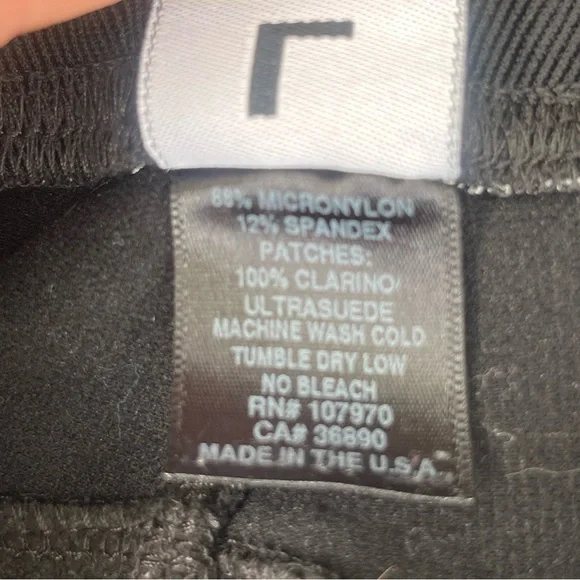 L
88% MICRONYLON
12% SPANDEX
PATCHES:
100% CLARINO/
ULTRASUEDE
MACHINE WASH COLD
TUMBLE DRY LOW
NO BLEACH
RN# 107970
CA# 36890
MADE IN THE U.S.A.